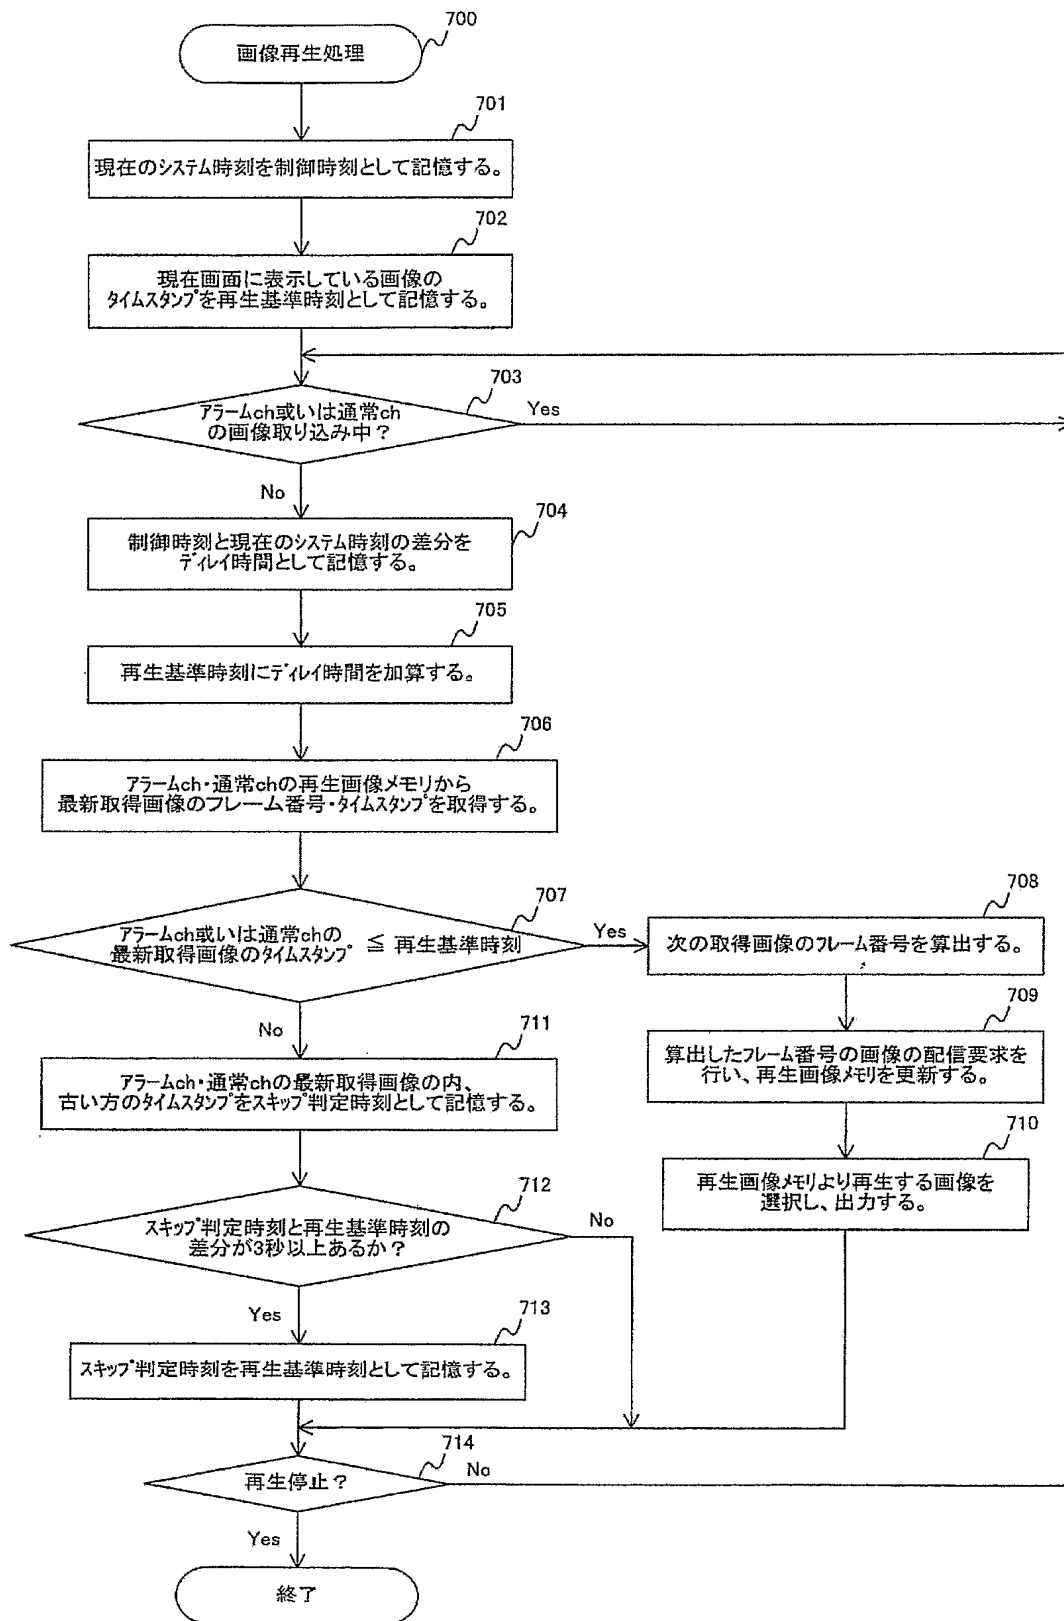 700
画像再生処理
701
現在のシステム時刻を制御時刻として記憶する。
702
現在画面に表示している画像の
タイムスタンプを再生基準時刻として記憶する。
703
アラームch或いは通常ch
の画像取り込み中？
Yes
No
704
制御時刻と現在のシステム時刻の差分を
ディレイ時間として記憶する。
705
再生基準時刻にディレイ時間を加算する。
706
アラームch・通常chの再生画像メモリから
最新取得画像のフレーム番号・タイムスタンプを取得する。
707
アラームch或いは通常chの
最新取得画像のタイムスタンプ ≦ 再生基準時刻
Yes
No
708
次の取得画像のフレーム番号を算出する。
709
算出したフレーム番号の画像の配信要求を
行い、再生画像メモリを更新する。
710
再生画像メモリより再生する画像を
選択し、出力する。
711
アラームch・通常chの最新取得画像の内、
古い方のタイムスタンプをスキップ判定時刻として記憶する。
712
スキップ判定時刻と再生基準時刻の
差分が3秒以上あるか？
No
Yes
713
スキップ判定時刻を再生基準時刻として記憶する。
714
再生停止？
No
Yes
終了